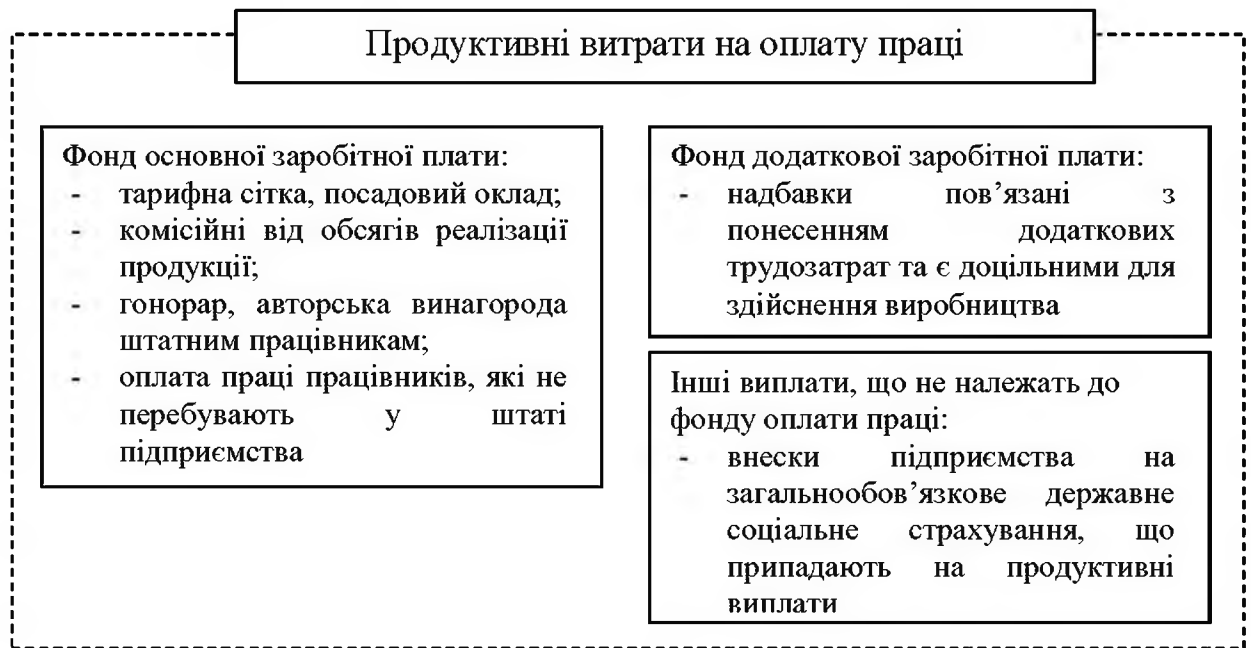 Продуктивні витрати на оплату праці
Фонд основної заробітної плати:
- тарифна сітка, посадовий оклад;
- комісійні від обсягів реалізації
продукції;
- гонорар, авторська винагорода
штатним працівникам;
- оплата праці працівників, які не
перебувають у штаті
підприємства
Фонд додаткової заробітної плати:
- надбавки пов’язані з
понесенням додаткових
трудозатрат та є доцільними для
здійснення виробництва
Інші виплати, що не належать до
фонду оплати праці:
- внески підприємства на
загальнообов’язкове державне
соціальне страхування, що
припадають на продуктивні
виплати